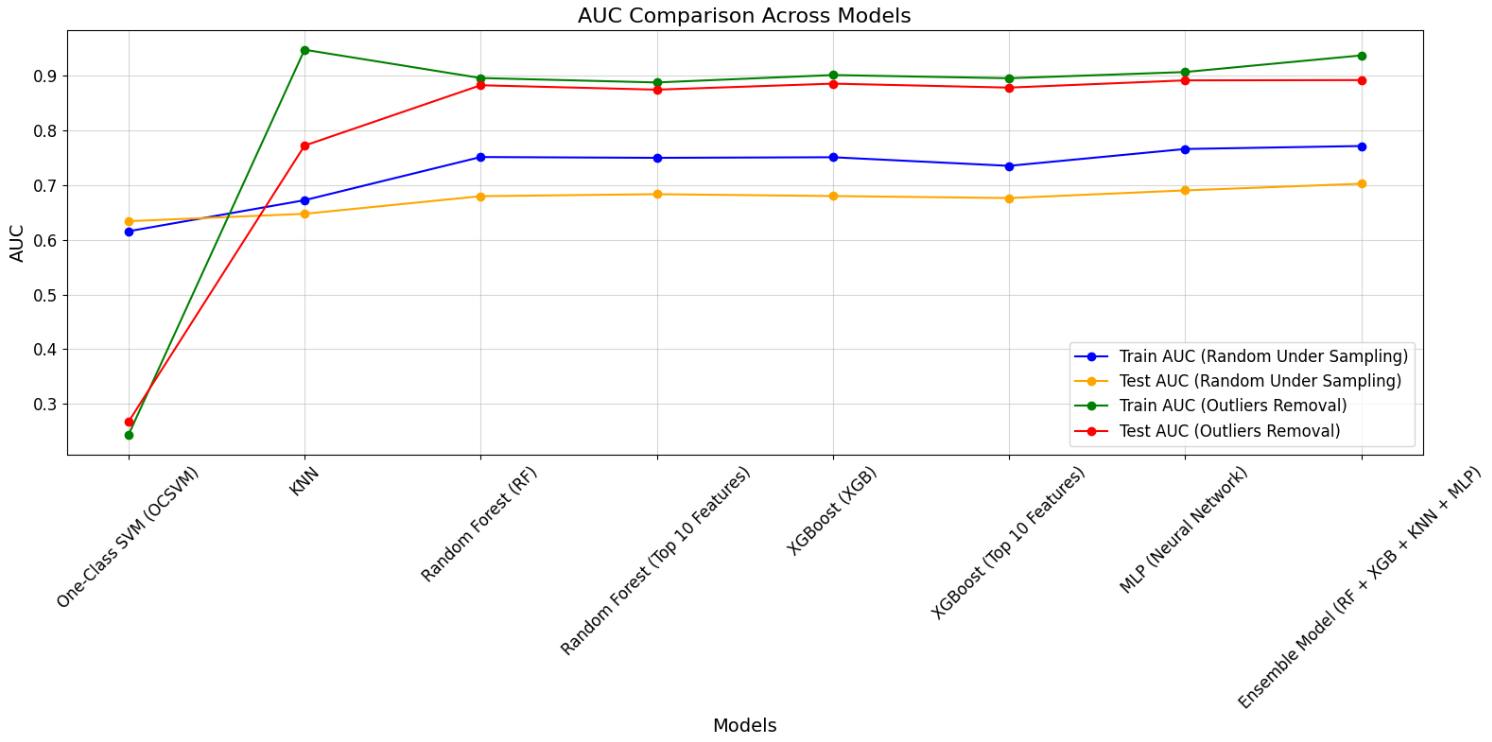 AUC Comparison Across Models
AUC
0.9
0.8
0.7
0.6
0.5
0.4
0.3
Train AUC (Random Under Sampling)
Test AUC (Random Under Sampling)
Train AUC (Outliers Removal)
Test AUC (Outliers Removal)
One-Class SVM (OCSVM)
KNN
Random Forest (RF)
Random Forest (Top 10 Features)
XGBoost (XGB)
XGBoost (Top 10 Features)
MLP (Neural Network)
Ensemble Model (RF + XGB + KNN + MLP)
Models